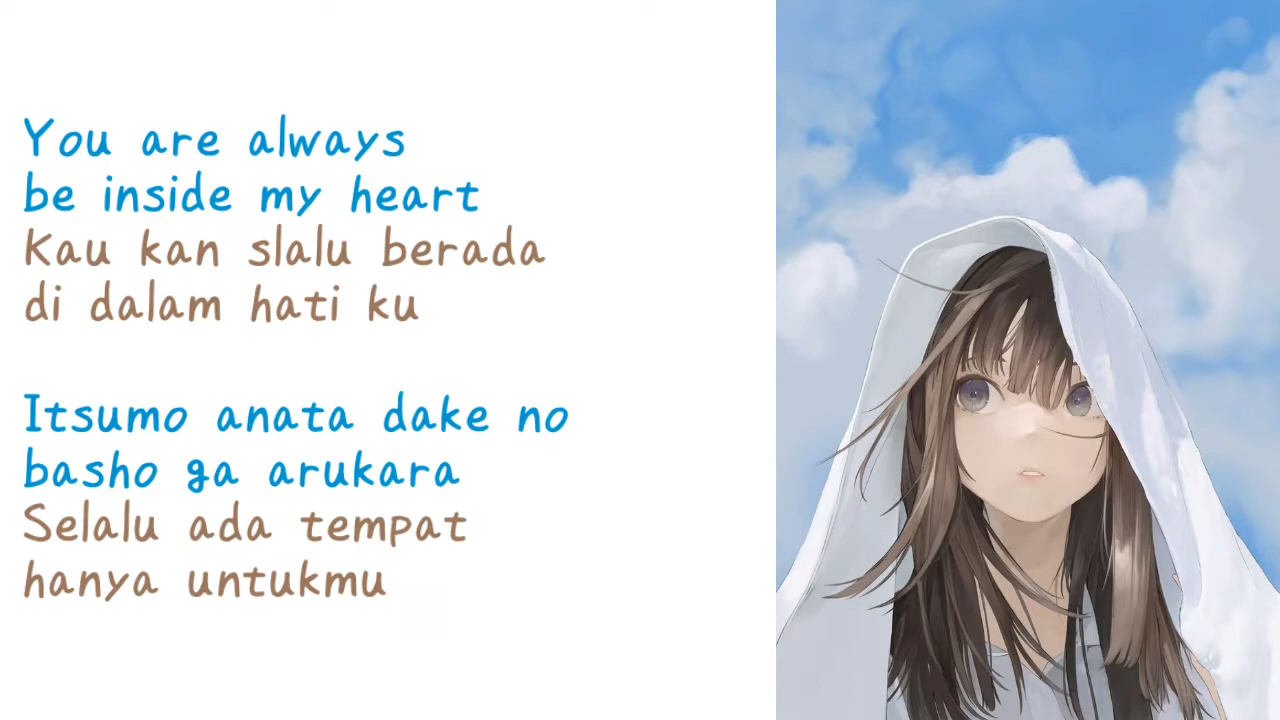 You are always
be inside my heart
Kau kan slalu berada
di dalam hati ku
Itsumo anata dake no
basho ga arukara
Selalu ada tempat
hanya untukmu